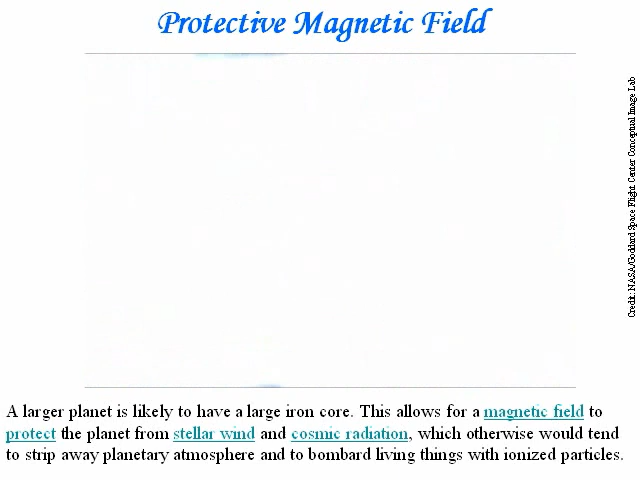 Protective Magnetic Field
Credit: NASA/Goddard Space Flight Center Conceptual Image Lab
A larger planet is likely to have a large iron core. This allows for a magnetic field to
protect the planet from stellar wind and cosmic radiation, which otherwise would tend
to strip away planetary atmosphere and to bombard living things with ionized particles.